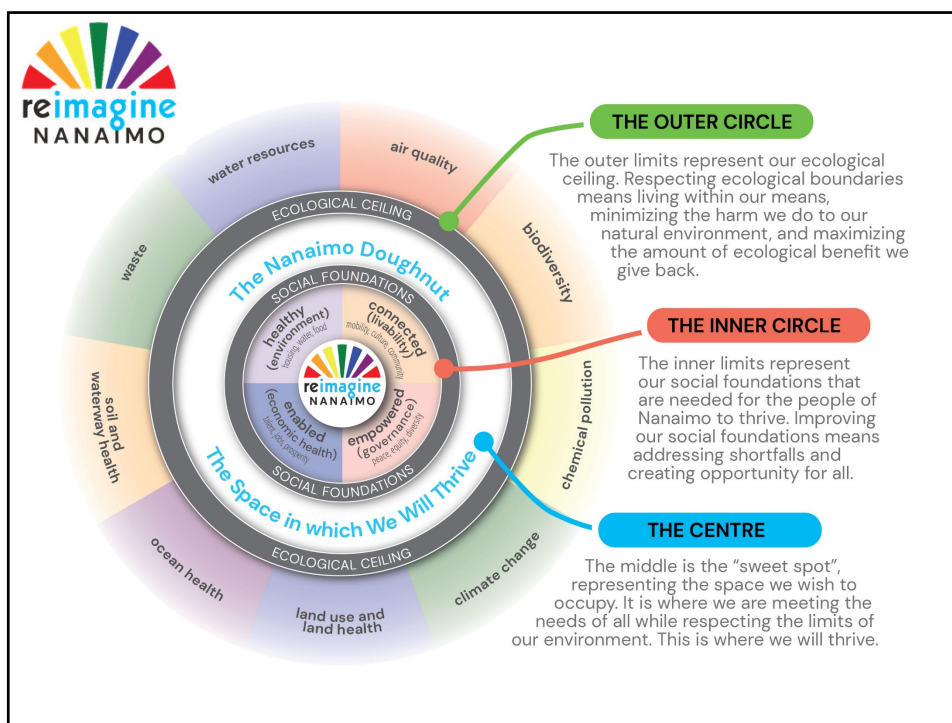 reimagine
NANAIMO
water resources
air quality
biodiversity
chemical pollution
climate change
land use and
land health
ocean health
soil and
waterway health
waste
ECOLOGICAL CEILING
The Nanaimo Doughnut
SOCIAL FOUNDATIONS
healthy
(environment)
housing, water, food
connected
(livability)
mobility, culture, community
reimagine
NANAIMO
enabled
(economic health)
talent, jobs, prosperity
empowered
(governance)
peace, equity, diversity
SOCIAL FOUNDATIONS
The Space in which We Will Thrive
ECOLOGICAL CEILING
THE OUTER CIRCLE
The outer limits represent our ecological
ceiling. Respecting ecological boundaries
means living within our means,
minimizing the harm we do to our
natural environment, and maximizing
the amount of ecological benefit we
give back.
THE INNER CIRCLE
The inner limits represent
our social foundations that
are needed for the people of
Nanaimo to thrive. Improving
our social foundations means
addressing shortfalls and
creating opportunity for all.
THE CENTRE
The middle is the “sweet spot”,
representing the space we wish to
occupy. It is where we are meeting the
needs of all while respecting the limits of
our environment. This is where we will thrive.